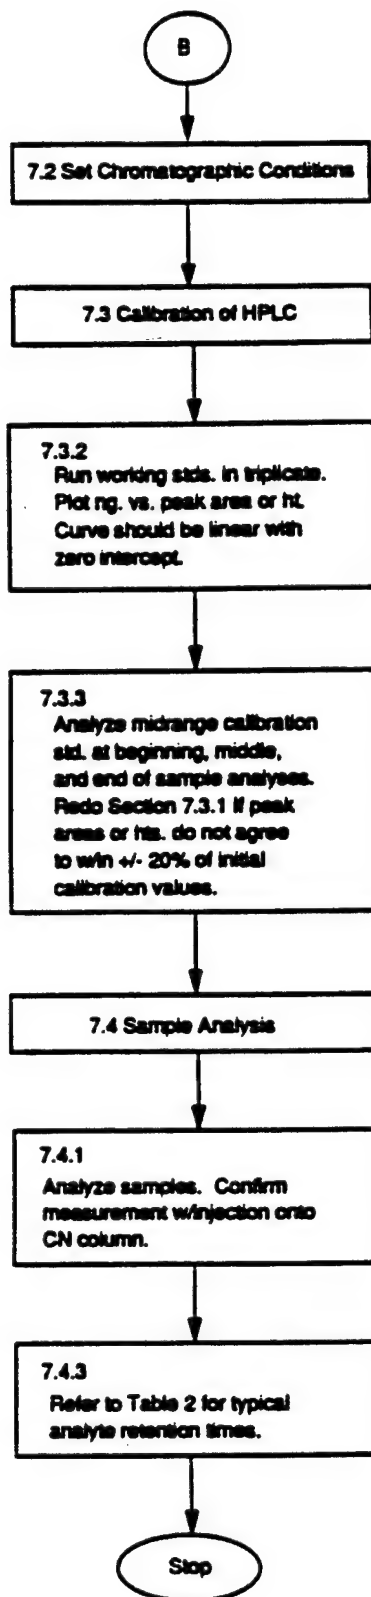 B
7.2 Set Chromatographic Conditions
7.3 Calibration of HPLC
7.3.2
Run working stds. in triplicate.
Plot ng. vs. peak area or ht.
Curve should be linear with
zero intercept.
7.3.3
Analyze midrange calibration
std. at beginning, middle,
and end of sample analyses.
Redo Section 7.3.1 If peak
areas or hts. do not agree
to w/in +/- 20% of initial
calibration values.
7.4 Sample Analysis
7.4.1
Analyze samples. Confirm
measurement w/injection onto
CN column.
7.4.3
Refer to Table 2 for typical
analyte retention times.
Stop